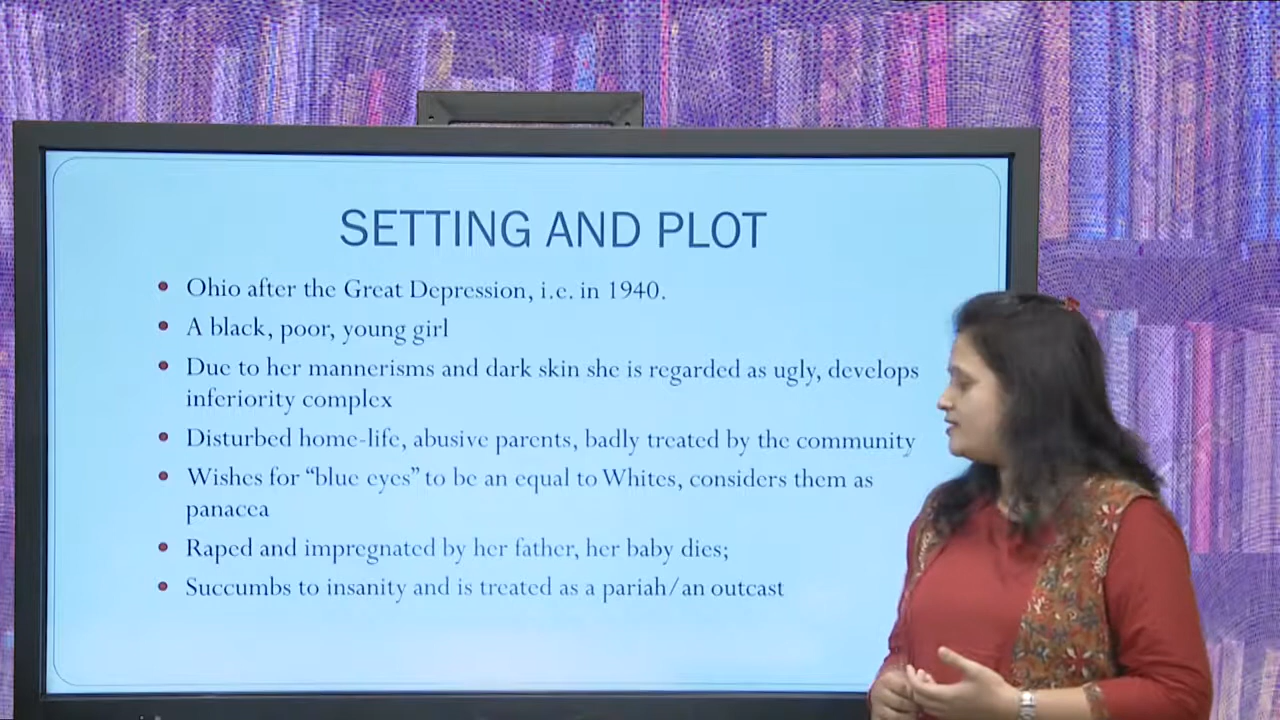 SETTING AND PLOT
Ohio after the Great Depression, i.e. in 1940.
A black, poor, young girl
Due to her mannerisms and dark skin she is regarded as ugly, develops
inferiority complex
Disturbed home-life, abusive parents, badly treated by the community
Wishes for “blue eyes” to be an equal to Whites, considers them as
panacea
Raped and impregnated by her father, her baby dies;
Succumbs to insanity and is treated as a pariah/an outcast